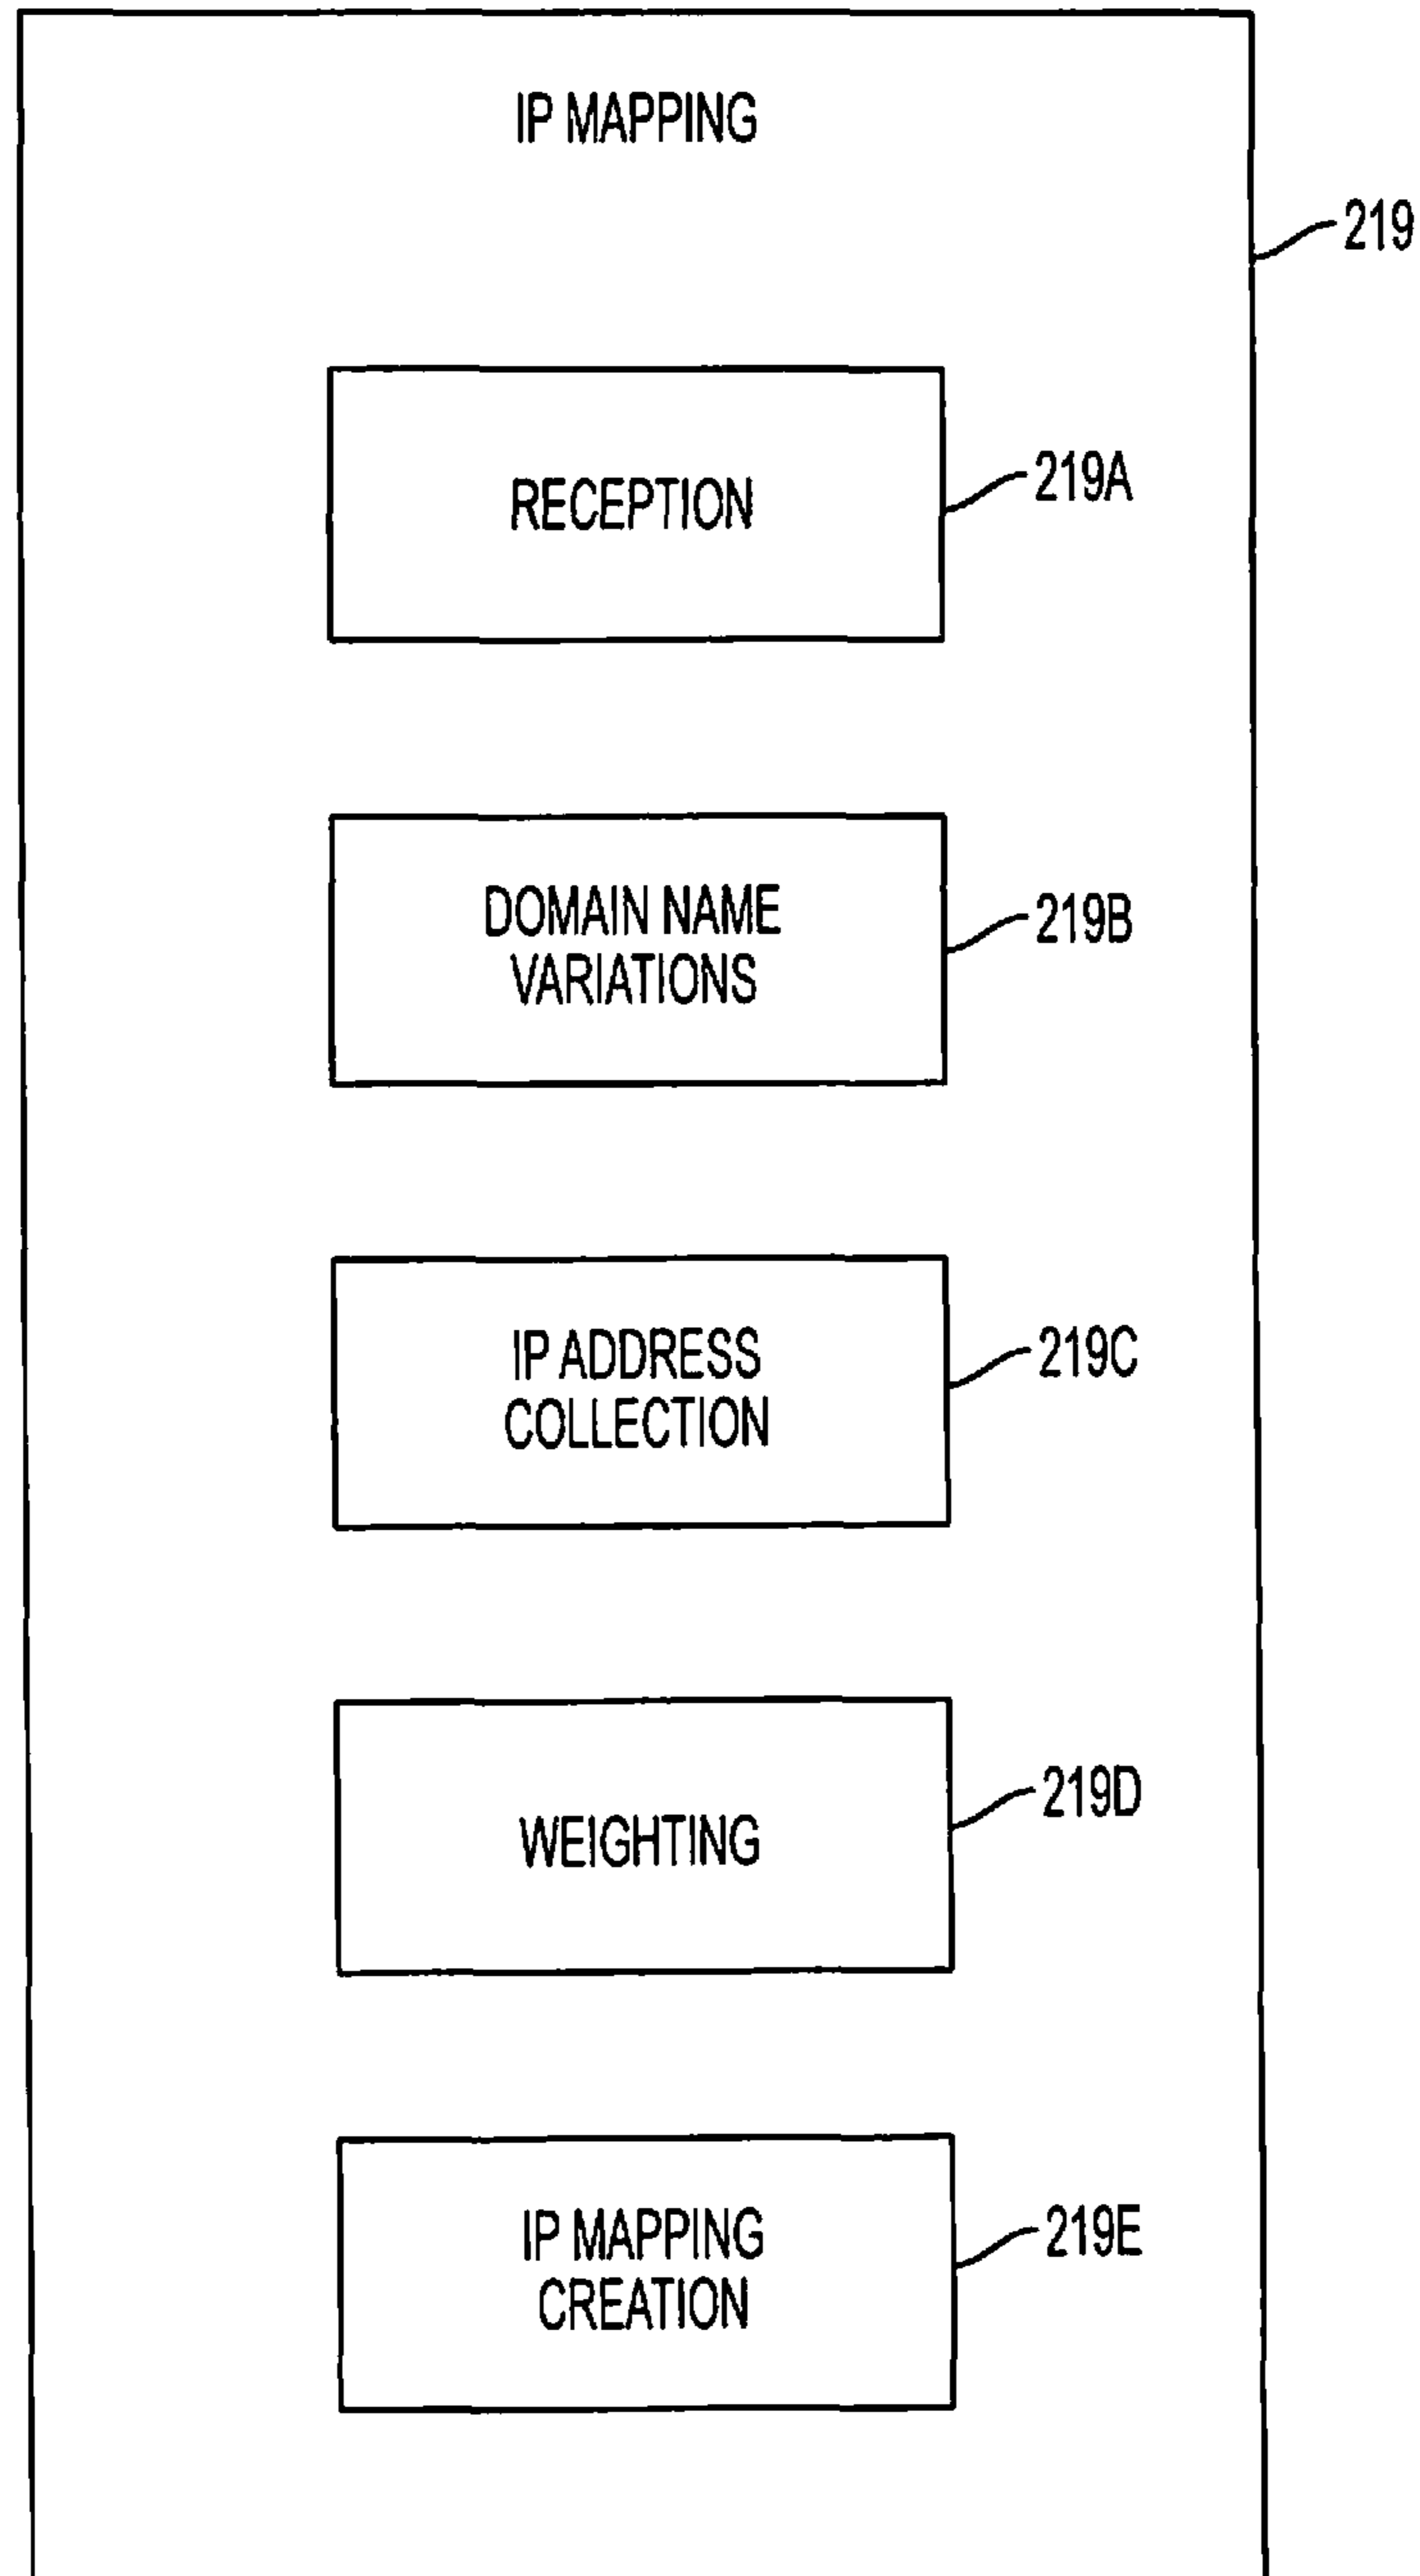 IP MAPPING
219
RECEPTION
219A
DOMAIN NAME
VARIATIONS
219B
IP ADDRESS
COLLECTION
219C
WEIGHTING
219D
IP MAPPING
CREATION
219E